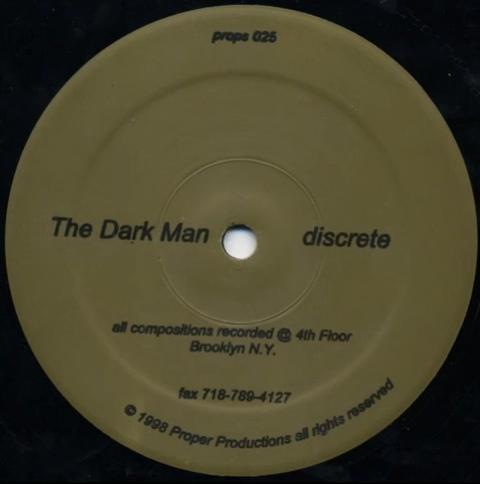 props 025
The Dark Man discrete
all compositions recorded @ 4th Floor
Brooklyn N.Y.
fax 718-789-4127
© 1998 Proper Productions all rights reserved